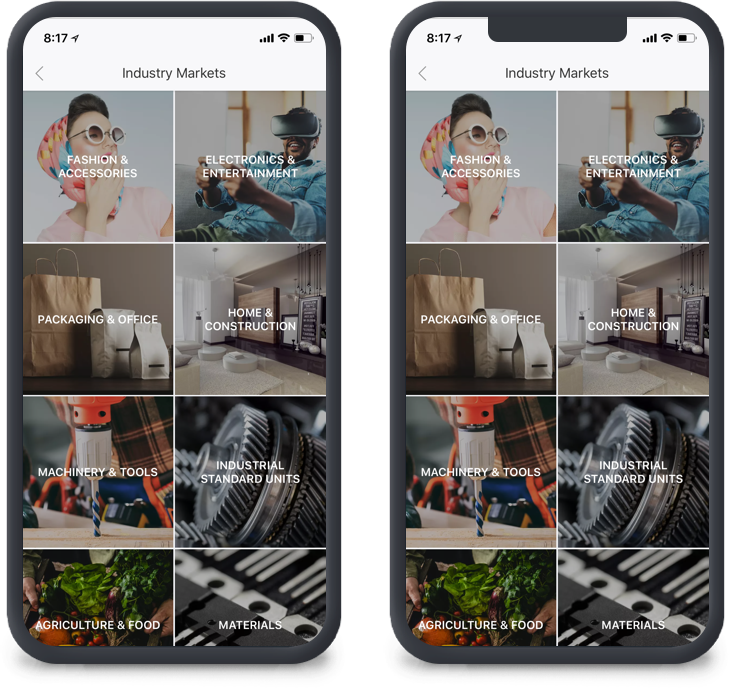 8:17
Industry Markets
FASHION &
ACCESSORIES
ELECTRONICS &
ENTERTAINMENT
PACKAGING & OFFICE
HOME &
CONSTRUCTION
MACHINERY & TOOLS
INDUSTRIAL
STANDARD UNITS
AGRICULTURE & FOOD
MATERIALS
8:17
Industry Markets
FASHION &
ACCESSORIES
ELECTRONICS &
ENTERTAINMENT
PACKAGING & OFFICE
HOME &
CONSTRUCTION
MACHINERY & TOOLS
INDUSTRIAL
STANDARD UNITS
AGRICULTURE & FOOD
MATERIALS